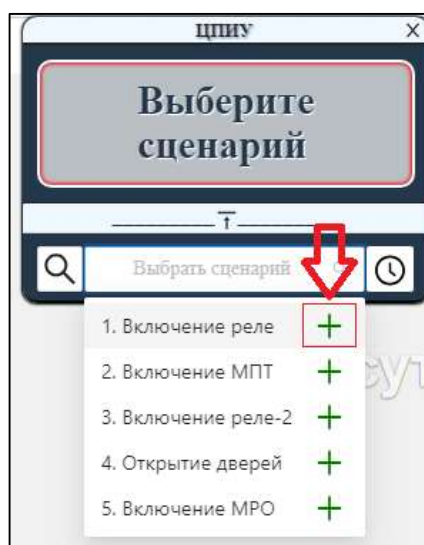 ЦПИУ
Выберите
сценарий
Выбрать сценарий
1. Включение реле
2. Включение МПТ
3. Включение реле-2
4. Открытие дверей
5. Включение МРО